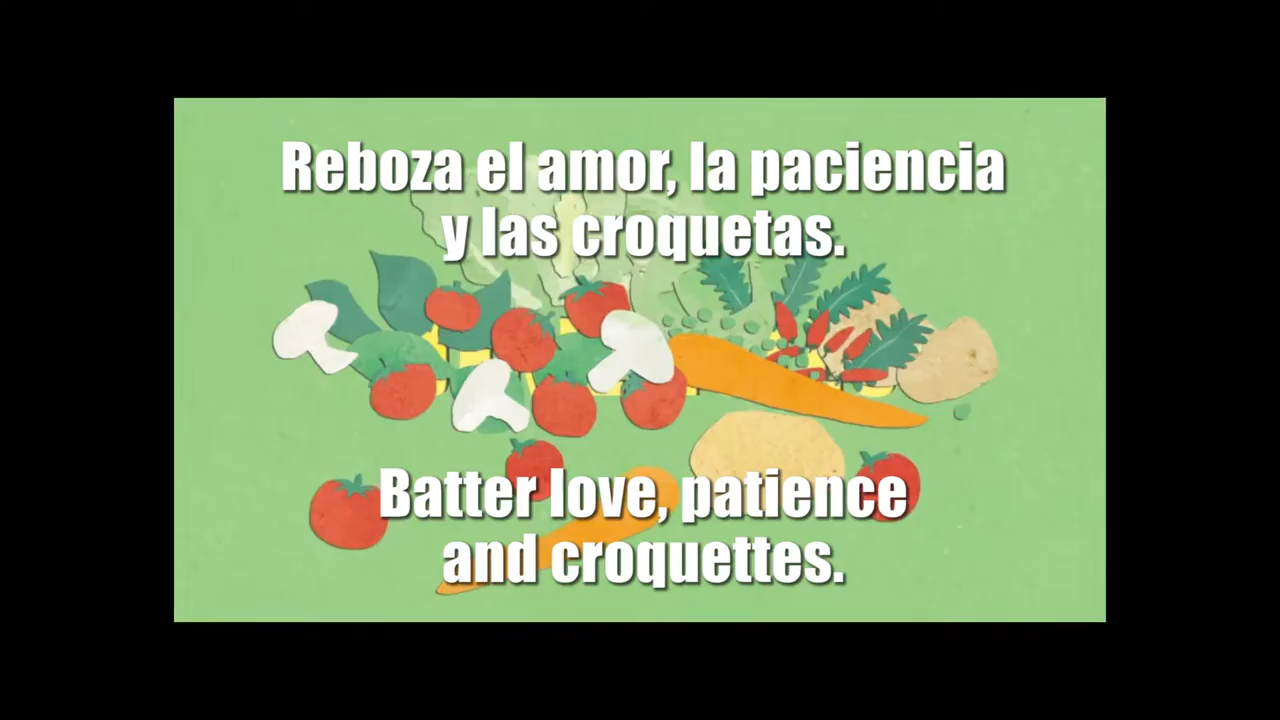 Reboza el amor, la paciencia
y las croquetas.
Batter love, patience
and croquettes.